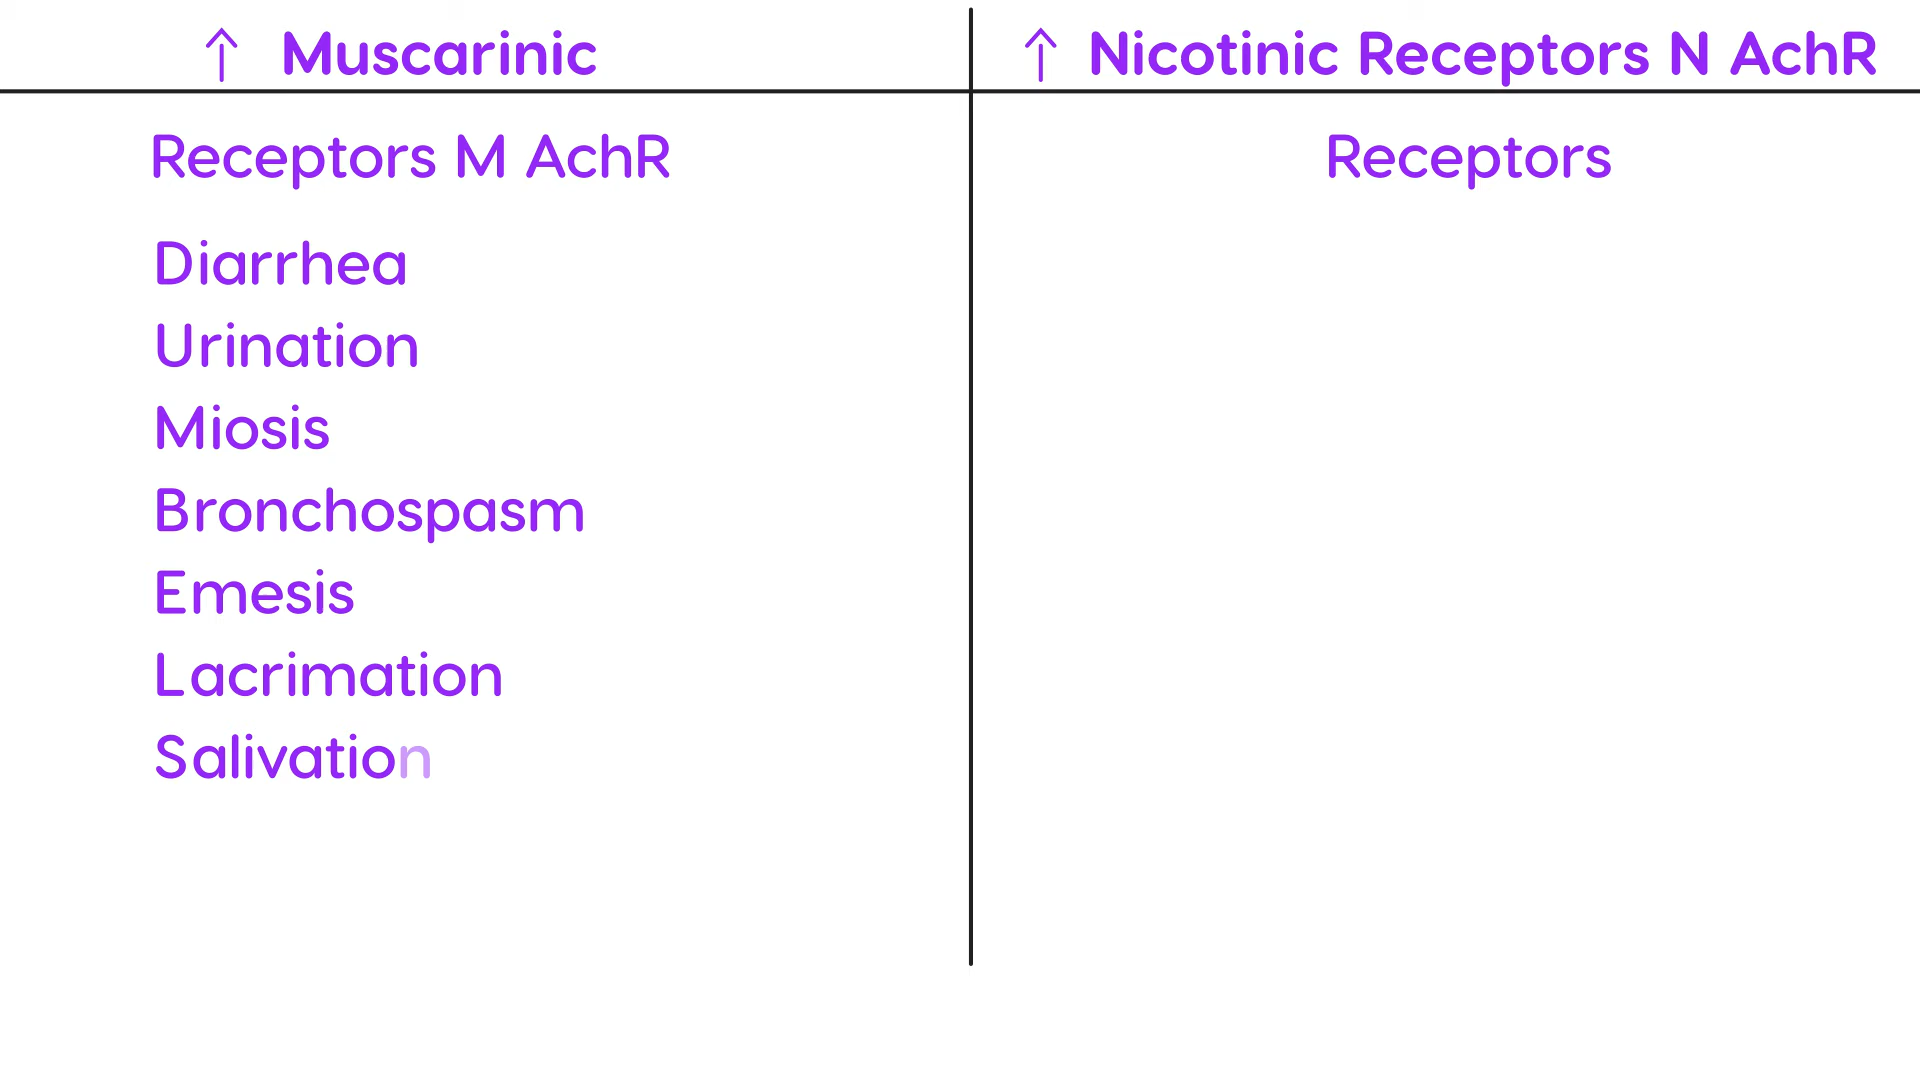 ↑ Muscarinic
↑ Nicotinic Receptors N AchR
Receptors M AchR
Receptors
Diarrhea
Urination
Miosis
Bronchospasm
Emesis
Lacrimation
Salivation